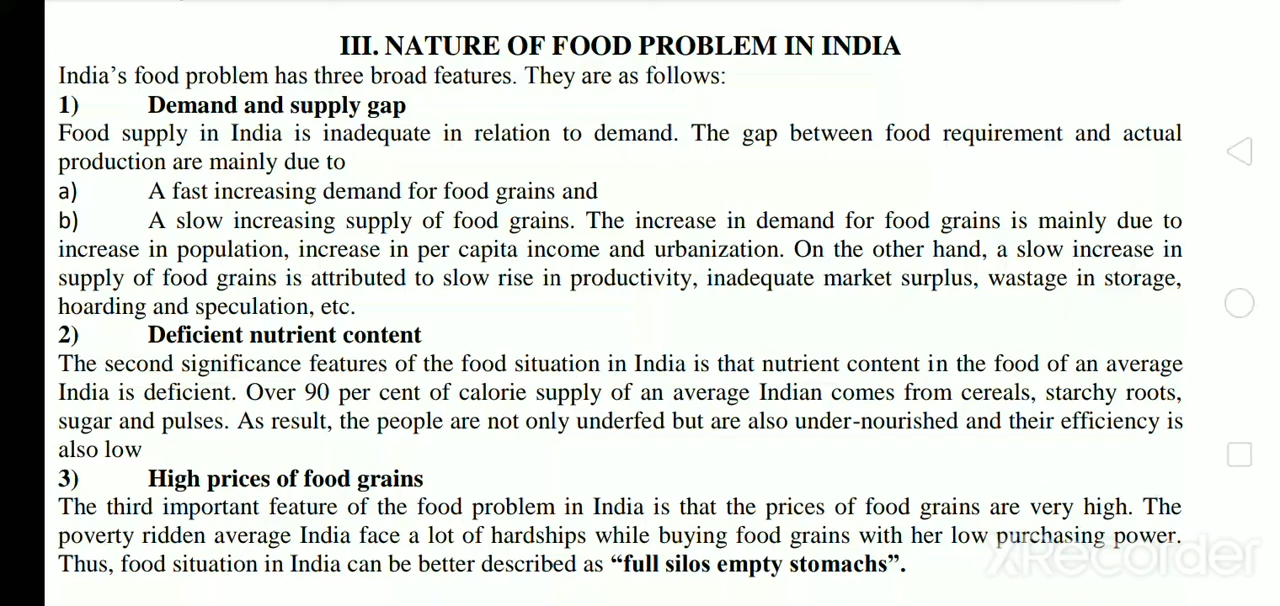 III. NATURE OF FOOD PROBLEM IN INDIA
India's food problem has three broad features. They are as follows:
1) Demand and supply gap
Food supply in India is inadequate in relation to demand. The gap between food requirement and actual
production are mainly due to
a) A fast increasing demand for food grains and
b) A slow increasing supply of food grains. The increase in demand for food grains is mainly due to
increase in population, increase in per capita income and urbanization. On the other hand, a slow increase in
supply of food grains is attributed to slow rise in productivity, inadequate market surplus, wastage in storage,
hoarding and speculation, etc.
2) Deficient nutrient content
The second significance features of the food situation in India is that nutrient content in the food of an average
India is deficient. Over 90 per cent of calorie supply of an average Indian comes from cereals, starchy roots,
sugar and pulses. As result, the people are not only underfed but are also under-nourished and their efficiency is
also low
3) High prices of food grains
The third important feature of the food problem in India is that the prices of food grains are very high. The
poverty ridden average India face a lot of hardships while buying food grains with her low purchasing power.
Thus, food situation in India can be better described as “full silos empty stomachs”.
XRecorder